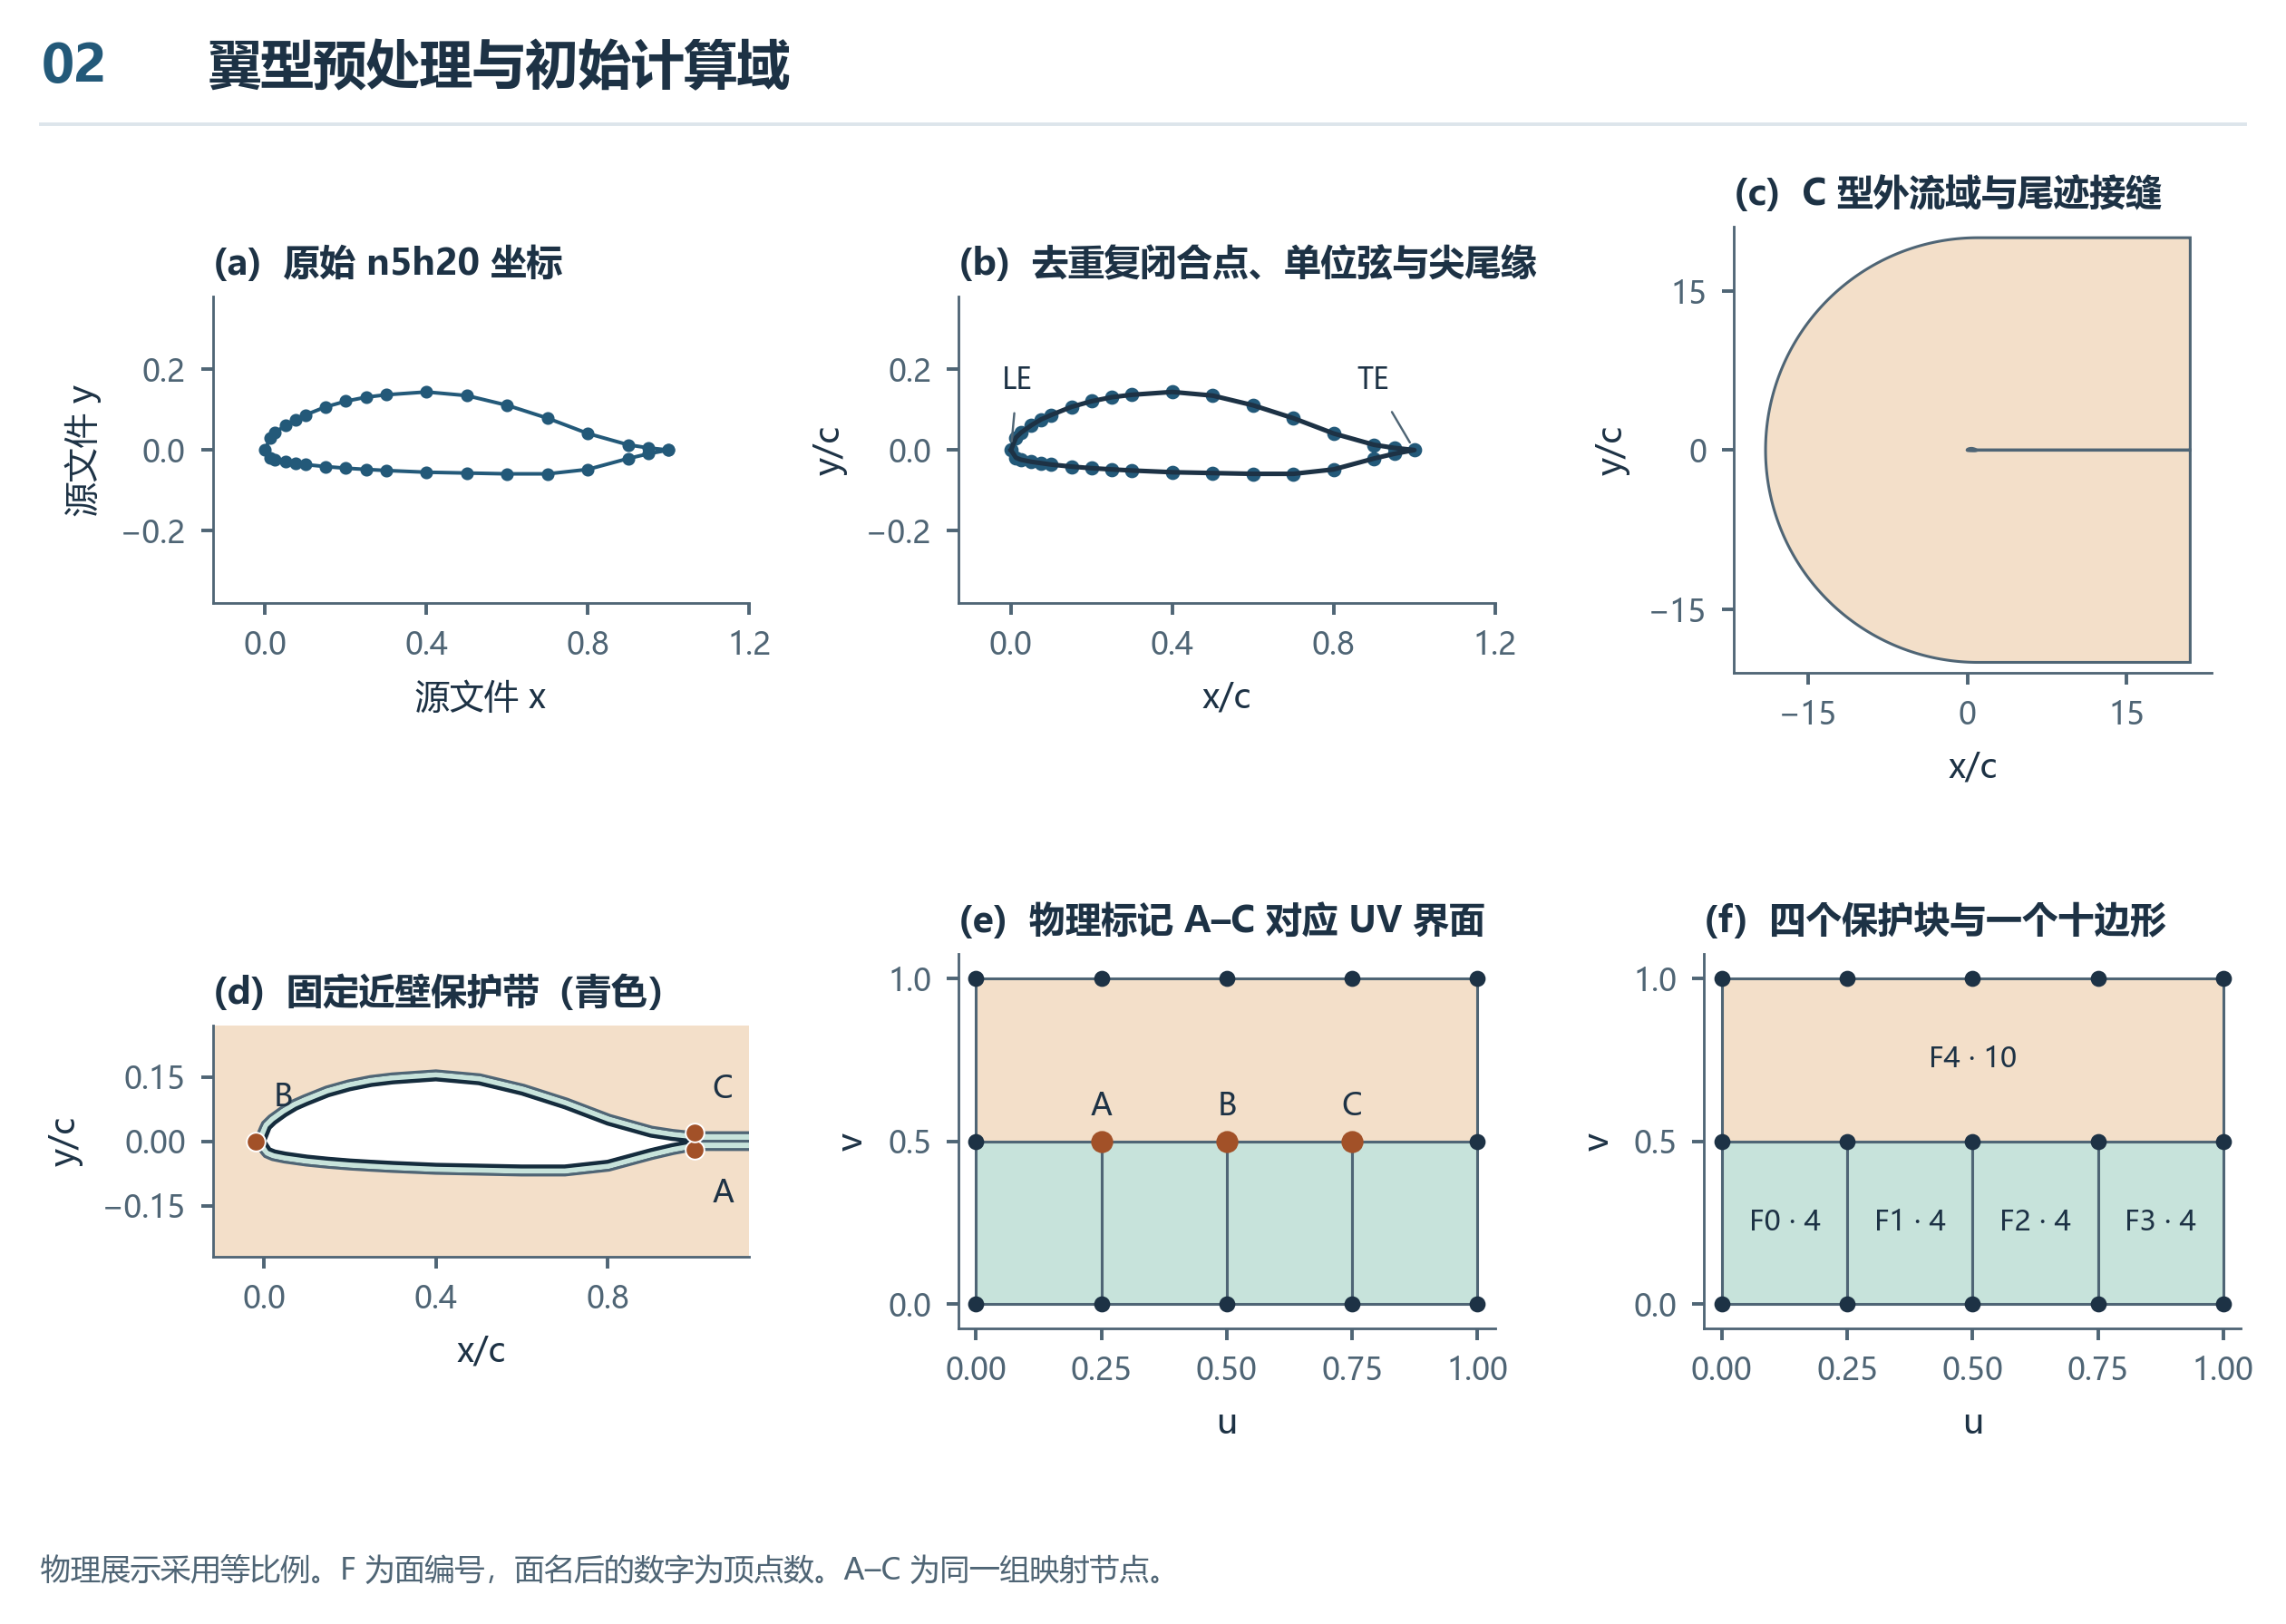 02 翼型预处理与初始计算域
(a) 原始 n5h20 坐标
源文件 y
0.2
0.0
−0.2
0.0 0.4 0.8 1.2
源文件 x
(b) 去重复闭合点、单位弦与尖尾缘
y/c
0.2
0.0
−0.2
LE TE
0.0 0.4 0.8 1.2
x/c
(c) C 型外流域与尾迹接缝
y/c
15
0
−15
−15 0 15
x/c
(d) 固定近壁保护带（青色）
y/c
0.15
0.00
−0.15
B
C
A
0.0 0.4 0.8
x/c
(e) 物理标记 A–C 对应 UV 界面
v
1.0
0.5
0.0
A B C
0.00 0.25 0.50 0.75 1.00
u
(f) 四个保护块与一个十边形
v
1.0
0.5
0.0
F4 · 10
F0 · 4 F1 · 4 F2 · 4 F3 · 4
0.00 0.25 0.50 0.75 1.00
u
物理展示采用等比例。F 为面编号，面名后的数字为顶点数。A–C 为同一组映射节点。